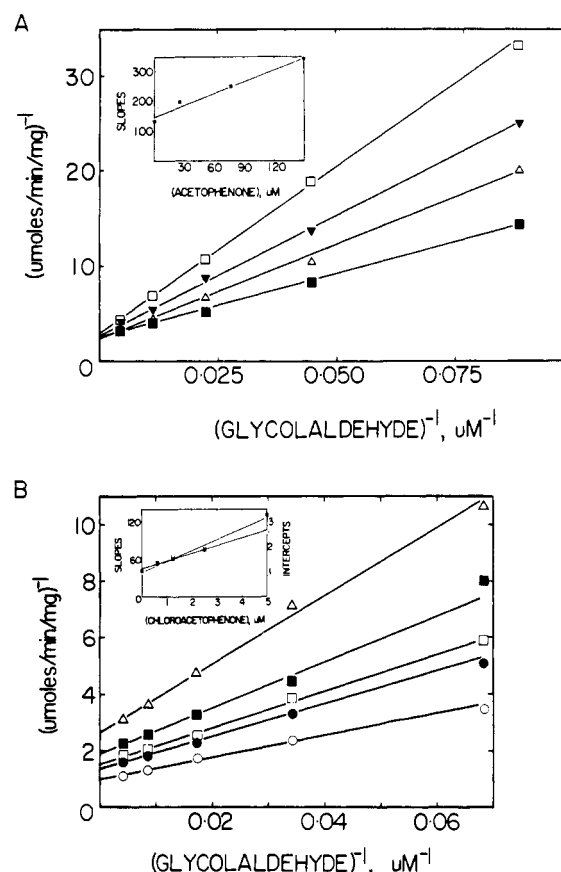 A
30
20
10
0
(umoles/min/mg)⁻¹
300
200
100
SLOPES
30 60 90 120
(ACETOPHENONE), uM
0·025 0·050 0·075
(GLYCOLALDEHYDE)⁻¹, uM⁻¹
B
10
8
6
4
2
0
(umoles/min/mg)⁻¹
120
60
SLOPES
3
2
1
INTERCEPTS
0 1 2 3 4 5
(CHLOROACETOPHENONE), uM
0·02 0·04 0·06
(GLYCOLALDEHYDE)⁻¹, uM⁻¹